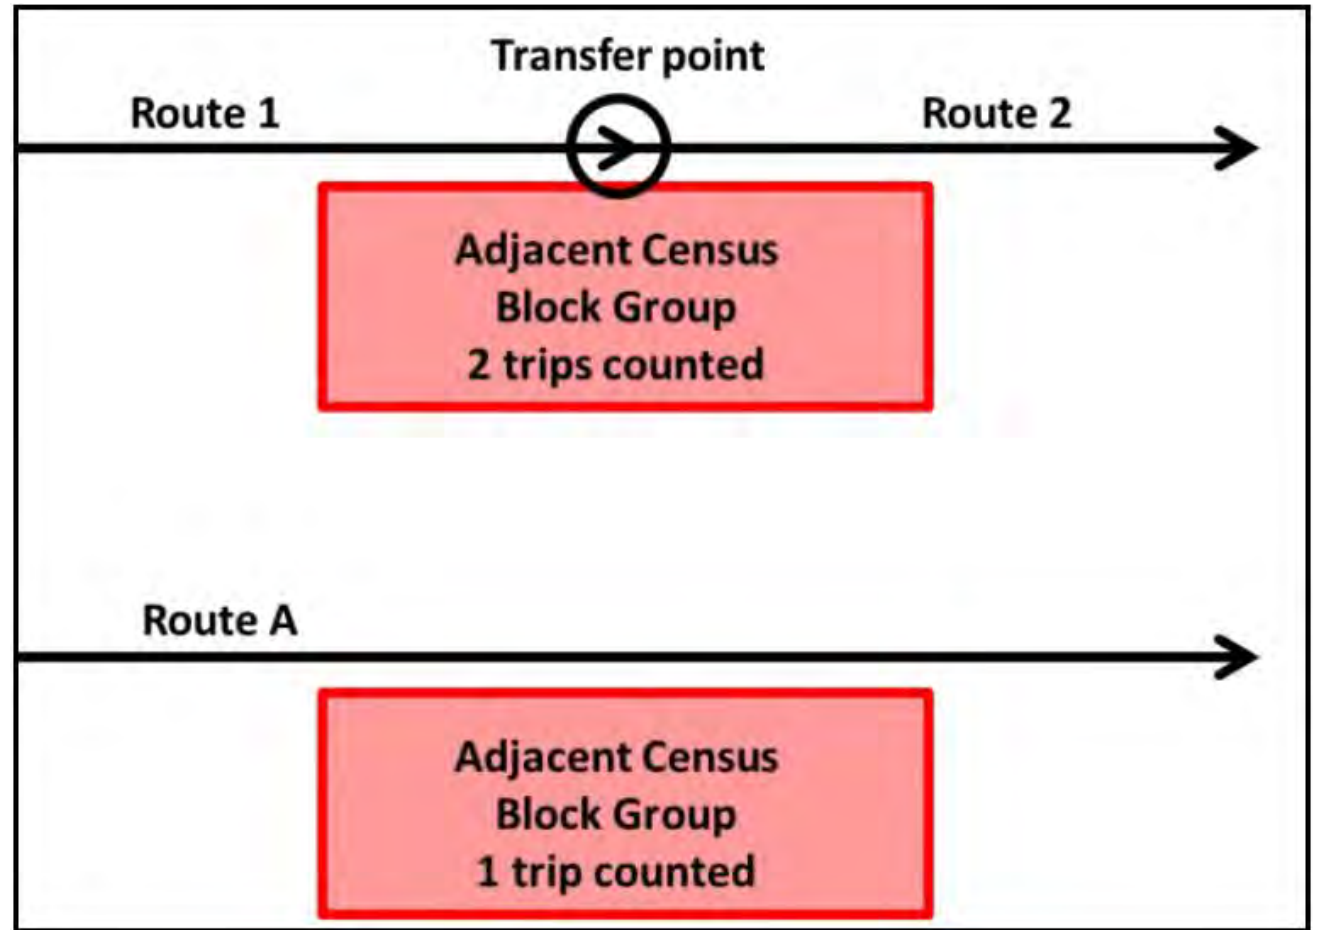 Transfer point
Route 1
Route 2
Adjacent Census
Block Group
2 trips counted
Route A
Adjacent Census
Block Group
1 trip counted